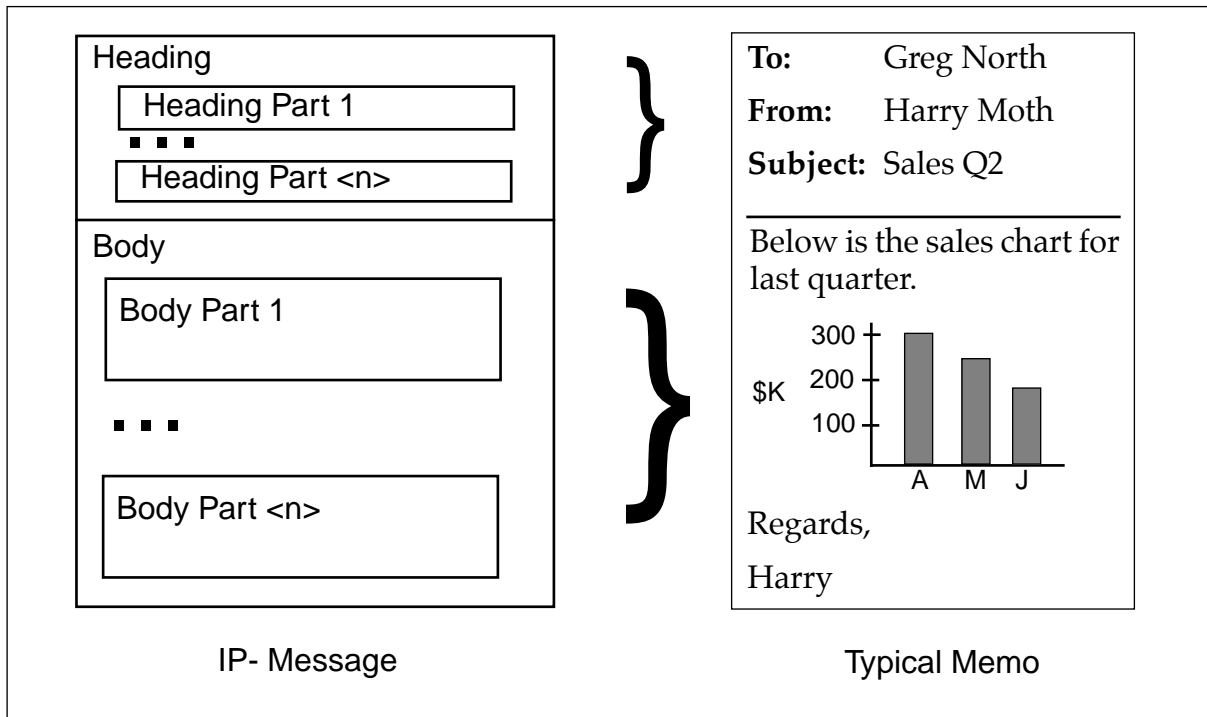 Heading
Heading Part 1
...
Heading Part <n>
Body
Body Part 1
...
Body Part <n>
IP- Message
To: Greg North
From: Harry Moth
Subject: Sales Q2
Below is the sales chart for
last quarter.
300
200
100
$K
A M J
Regards,
Harry
Typical Memo